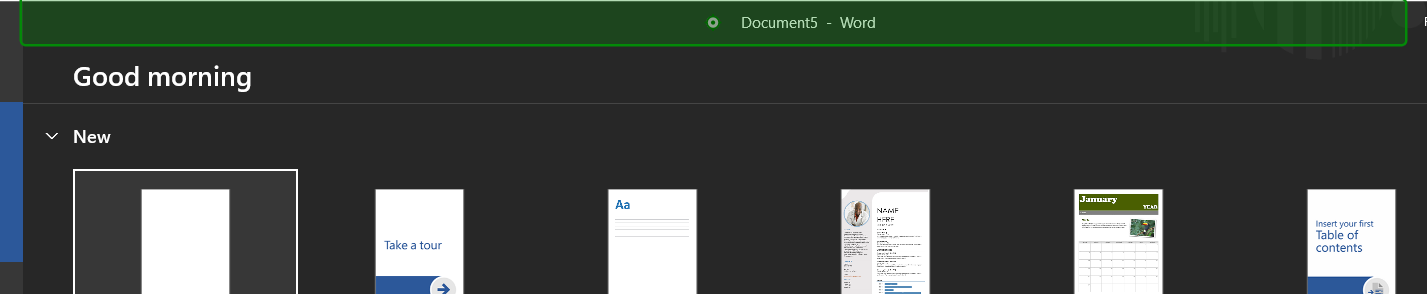 Document5 - Word
Good morning
New
Take a tour
Aa
NAME
HERE
January
YEAR
Insert your first
Table of
contents